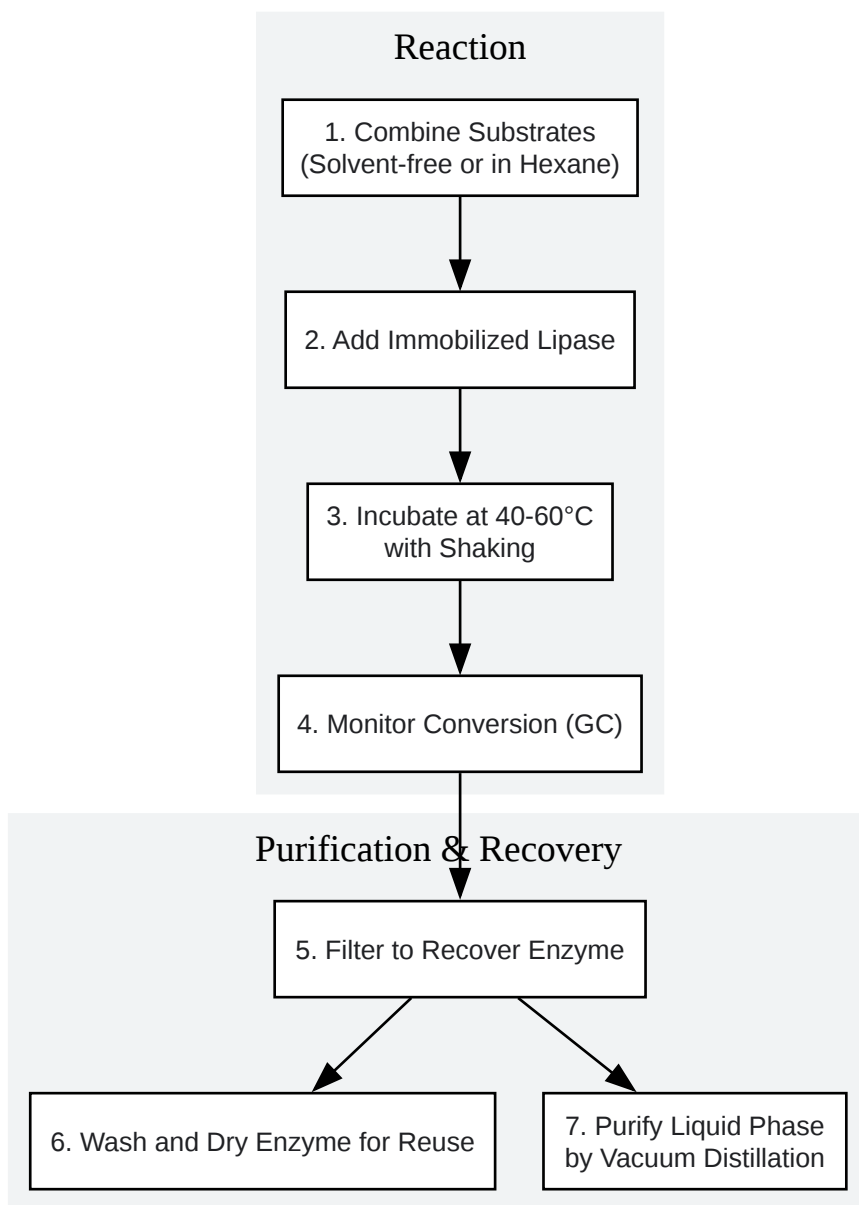 Reaction
1. Combine Substrates
(Solvent-free or in Hexane)
2. Add Immobilized Lipase
3. Incubate at 40-60°C
with Shaking
4. Monitor Conversion (GC)
Purification & Recovery
5. Filter to Recover Enzyme
6. Wash and Dry Enzyme for Reuse
7. Purify Liquid Phase
by Vacuum Distillation